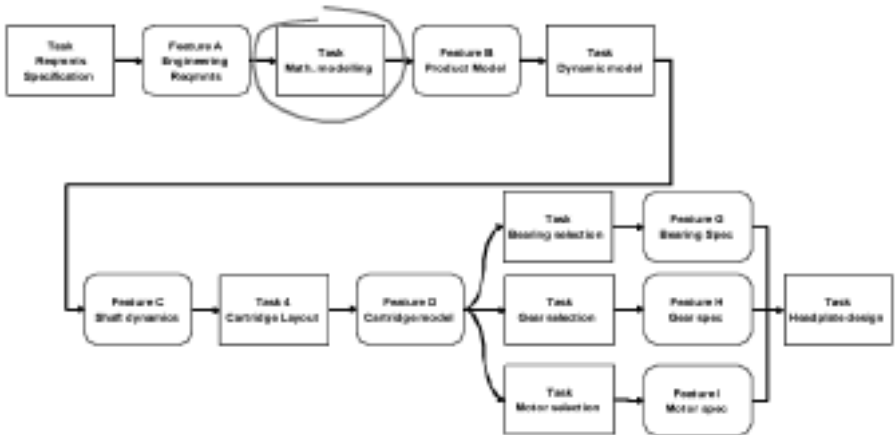 Task
Reqmnts
Specification
Feature A
Engineering
Reqmnts
Task
Math. modelling
Feature B
Product Model
Task
Dynamic model
Feature C
Shaft dynamics
Task 4
Cartridge Layout
Feature D
Cartridge model
Task
Bearing selection
Feature G
Bearing Spec
Task
Gear selection
Feature H
Gear spec
Task
Motor selection
Feature I
Motor spec
Task
Headplate design